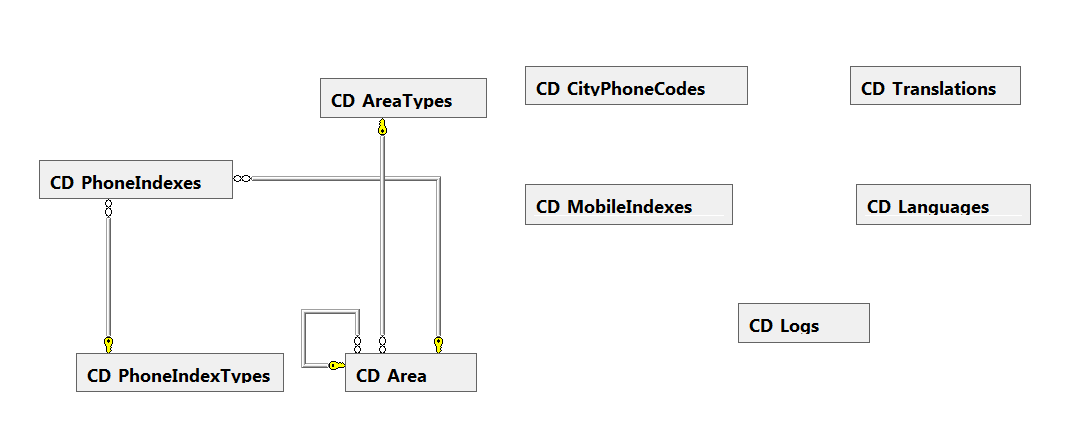 CD CityPhoneCodes
CD Translations
CD AreaTypes
CD PhoneIndexes
CD MobileIndexes
CD Languages
CD Logs
CD PhoneIndexTypes
CD Area